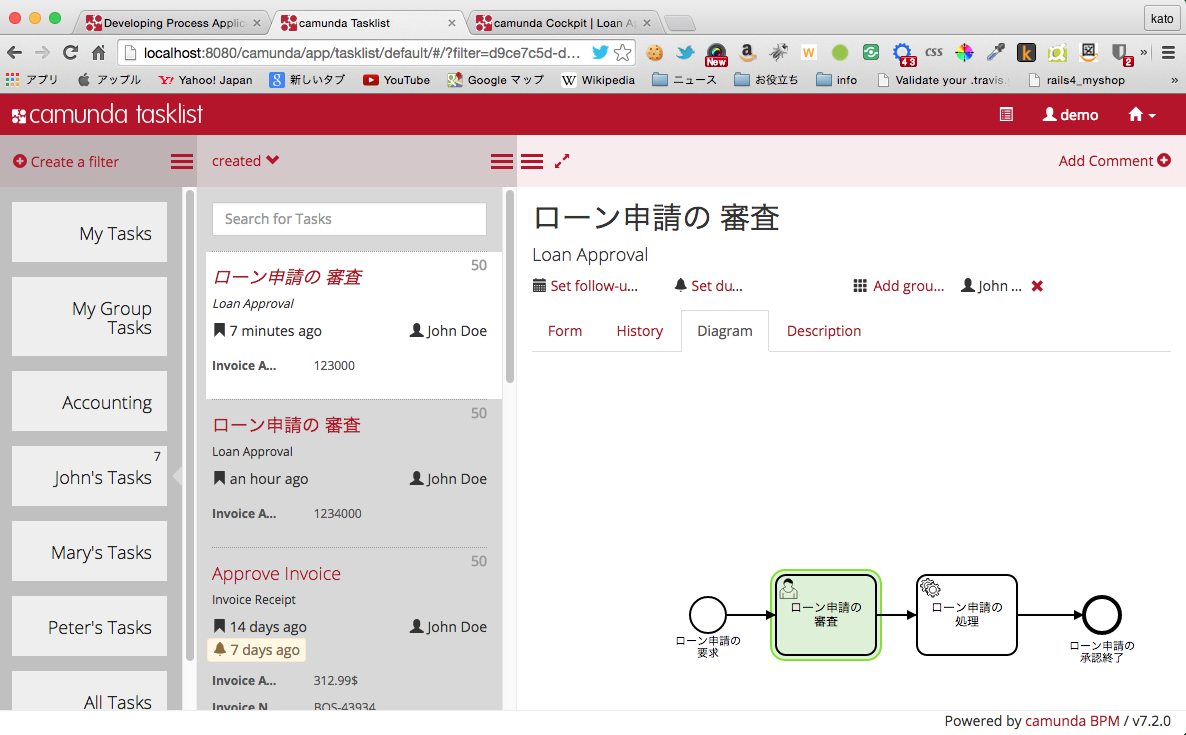 Developing Process Applic
camunda Tasklist
camunda Cockpit | Loan Ap
kato
localhost:8080/camunda/app/tasklist/default/#/?filter=d9ce7c5d-d...
New
43
css
2
アプリ
アップル
Yahoo! Japan
新しいタブ
YouTube
Google マップ
Wikipedia
ニュース
お役立ち
info
Validate your .travis.
rails4_myshop
camunda tasklist
demo
Create a filter
created
Add Comment
My Tasks
My Group
Tasks
Accounting
7
John's Tasks
Mary's Tasks
Peter's Tasks
All Tasks
Search for Tasks
50
ローン申請の 審査
Loan Approval
7 minutes ago
John Doe
Invoice A...
123000
50
ローン申請の 審査
Loan Approval
an hour ago
John Doe
Invoice A...
1234000
50
Approve Invoice
Invoice Receipt
14 days ago
John Doe
7 days ago
Invoice A...
312.99$
Invoice N...
BOS-43934
ローン申請の 審査
Loan Approval
Set follow-u...
Set du...
Add grou...
John ...
Form
History
Diagram
Description
ローン申請の
要求
ローン申請の
審査
ローン申請の
処理
ローン申請の
承認終了
Powered by camunda BPM / v7.2.0